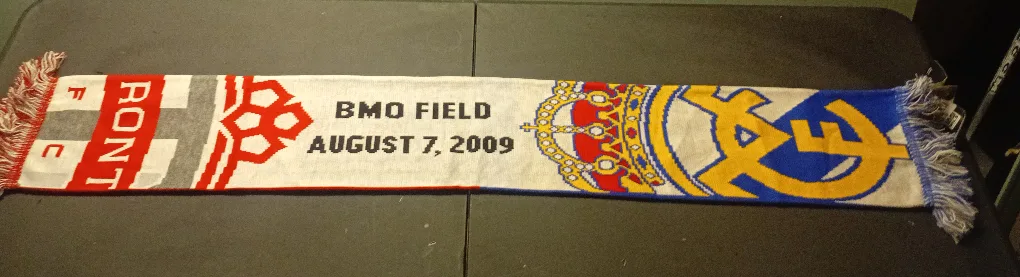 F C
RONT
BMO FIELD
AUGUST 7, 2009